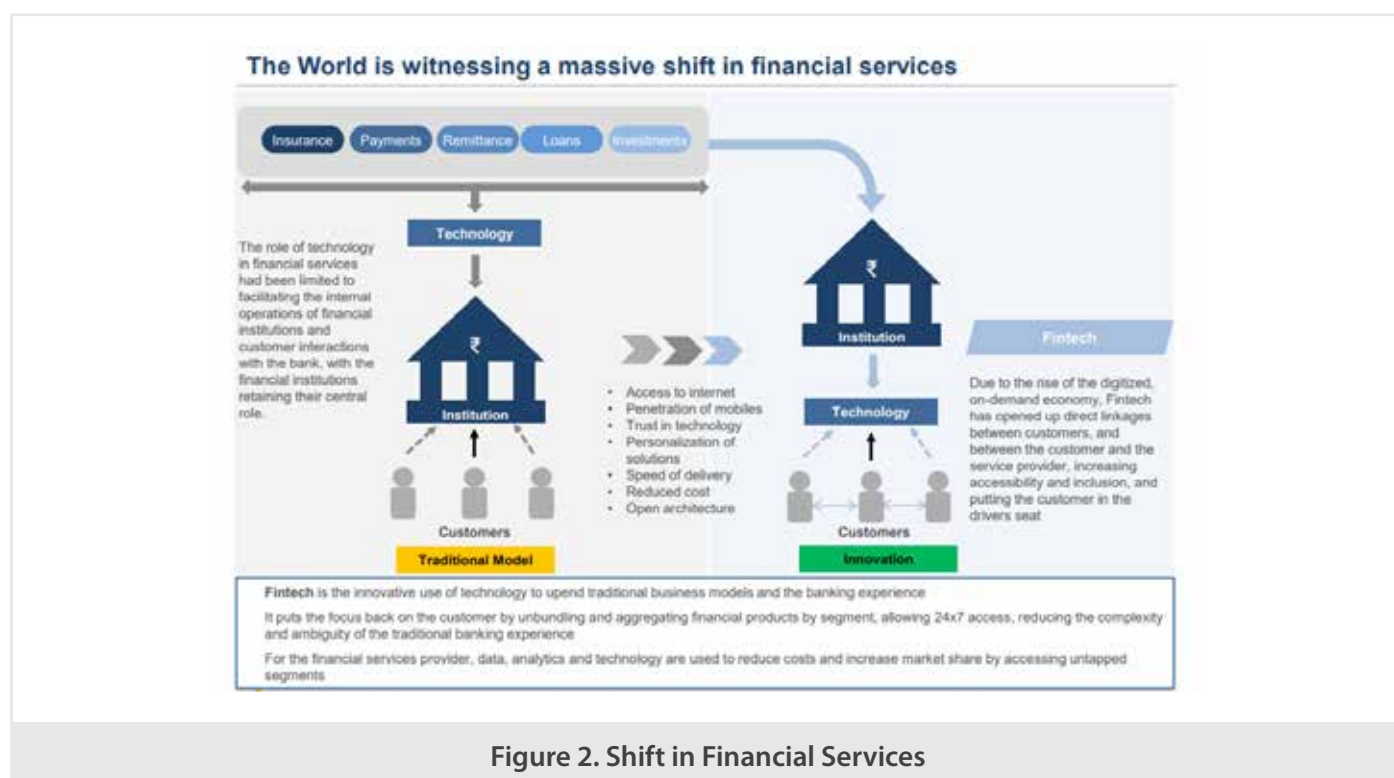 The World is witnessing a massive shift in financial services
Insurance
Payments
Remittance
Loans
Investments
Technology
The role of technology
in financial services
had been limited to
facilitating the internal
operations of financial
institutions and
customer interactions
with the bank, with the
financial institutions
retaining their central
role.
₹
Institution
Customers
Traditional Model
• Access to internet
• Penetration of mobiles
• Trust in technology
• Personalization of
solutions
• Speed of delivery
• Reduced cost
• Open architecture
₹
Institution
Technology
Customers
Innovation
Fintech
Due to the rise of the digitized,
on-demand economy, Fintech
has opened up direct linkages
between customers, and
between the customer and the
service provider, increasing
accessibility and inclusion, and
putting the customer in the
drivers seat
Fintech is the innovative use of technology to upend traditional business models and the banking experience
It puts the focus back on the customer by unbundling and aggregating financial products by segment, allowing 24x7 access, reducing the complexity
and ambiguity of the traditional banking experience
For the financial services provider, data, analytics and technology are used to reduce costs and increase market share by accessing untapped
segments
Figure 2. Shift in Financial Services